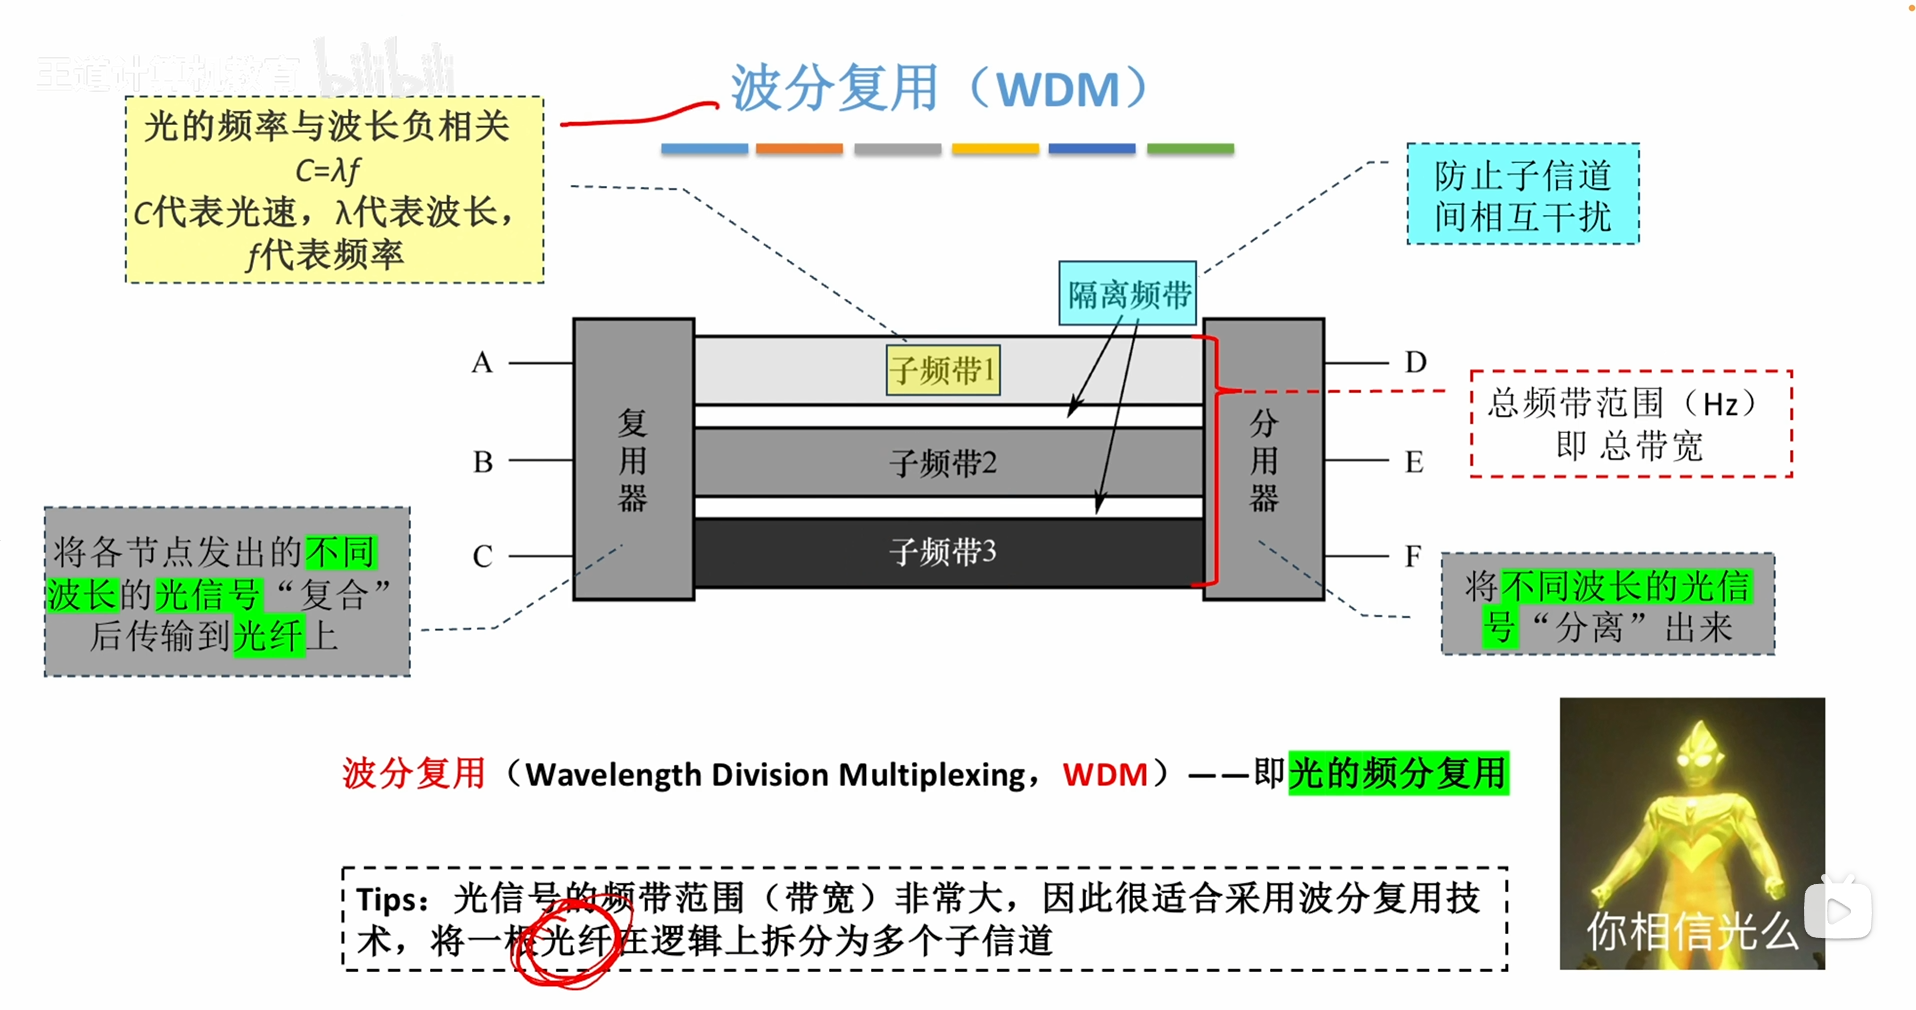 王道计算机教育 bilibili
波分复用（WDM）
光的频率与波长负相关
C=λf
C代表光速，λ代表波长，
f代表频率
防止子信道
间相互干扰
隔离频带
子频带1
子频带2
子频带3
A
B
C
复
用
器
分
用
器
D
E
F
总频带范围（Hz）
即 总带宽
将各节点发出的不同
波长的光信号“复合”
后传输到光纤上
将不同波长的光信
号“分离”出来
波分复用（Wavelength Division Multiplexing，WDM）——即光的频分复用
Tips：光信号的频带范围（带宽）非常大，因此很适合采用波分复用技
术，将一根光纤在逻辑上拆分为多个子信道
你相信光么